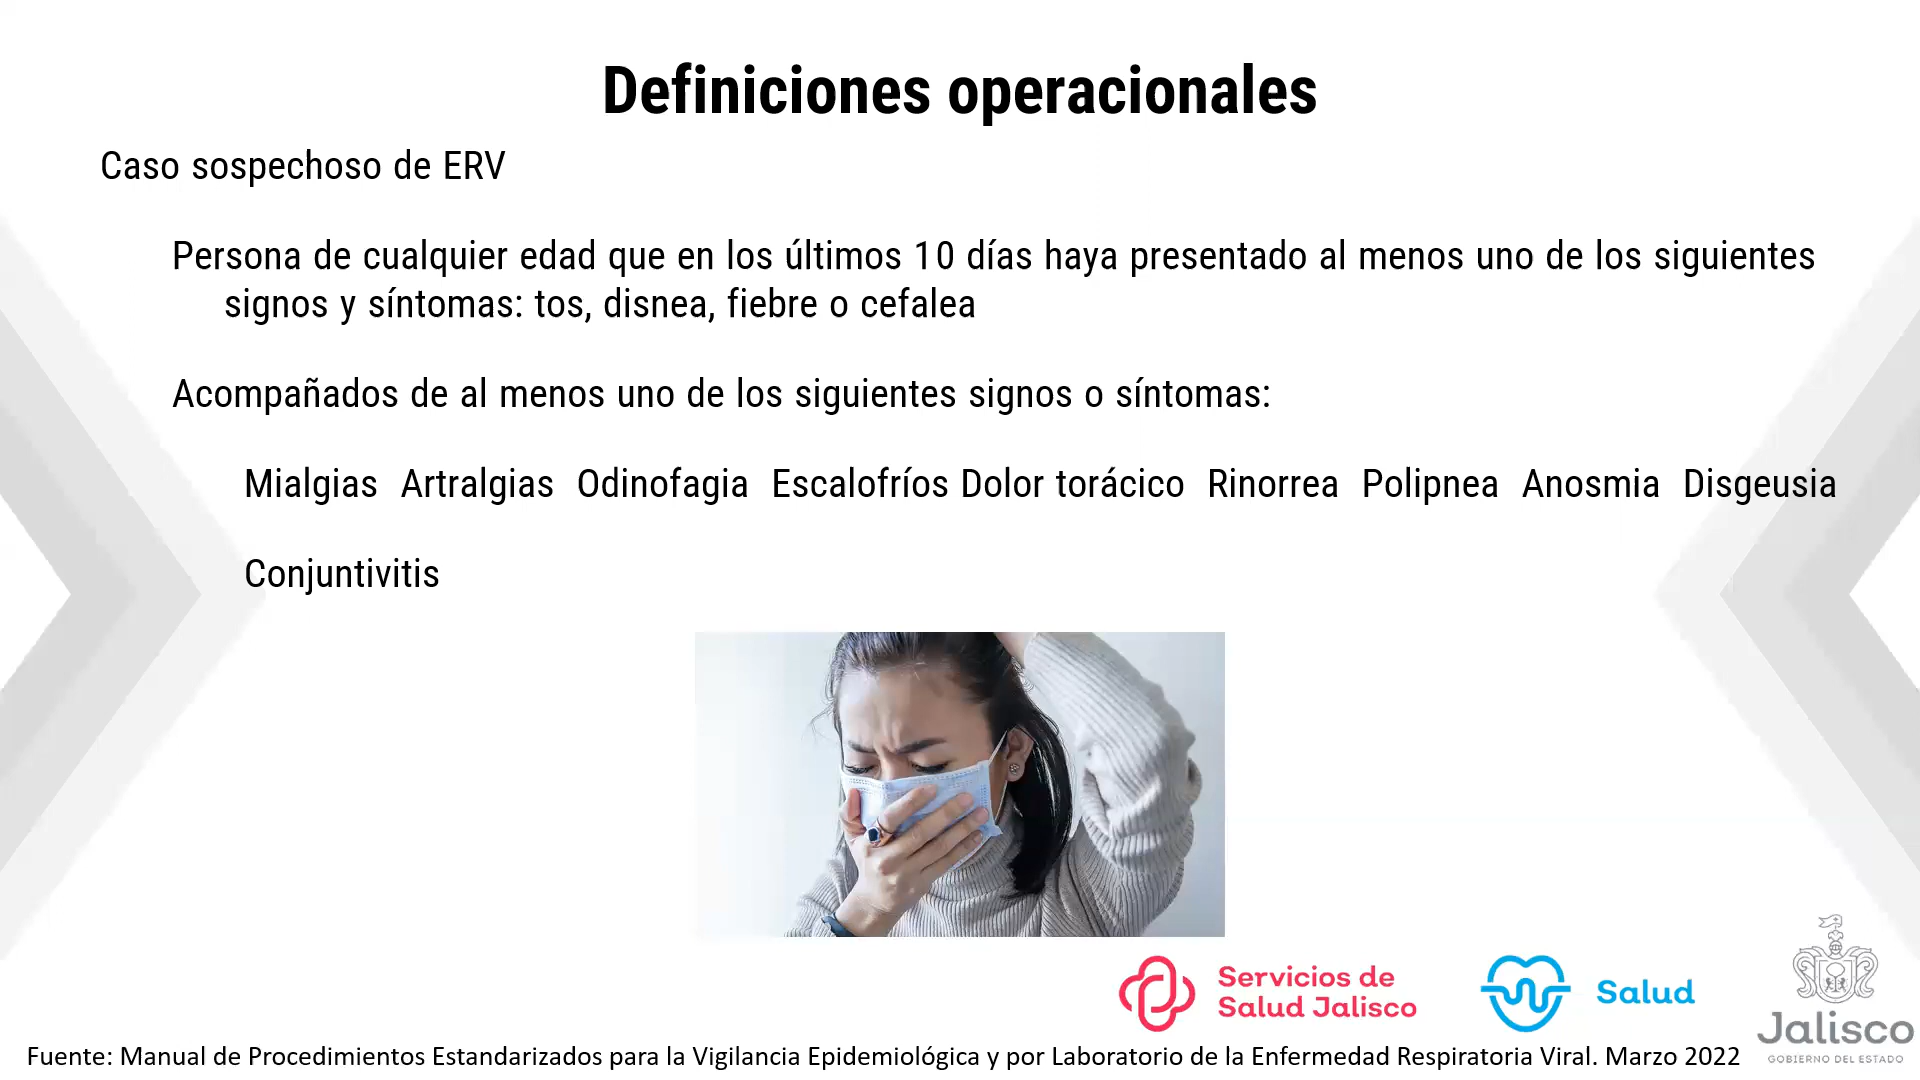 Definiciones operacionales
Caso sospechoso de ERV
Persona de cualquier edad que en los últimos 10 días haya presentado al menos uno de los siguientes
signos y síntomas: tos, disnea, fiebre o cefalea
Acompañados de al menos uno de los siguientes signos o síntomas:
Mialgias Artralgias Odinofagia Escalofríos Dolor torácico Rinorrea Polipnea Anosmia Disgeusia
Conjuntivitis
Servicios de
Salud Jalisco
Salud
Jalisco
GOBIERNO DEL ESTADO
Fuente: Manual de Procedimientos Estandarizados para la Vigilancia Epidemiológica y por Laboratorio de la Enfermedad Respiratoria Viral. Marzo 2022